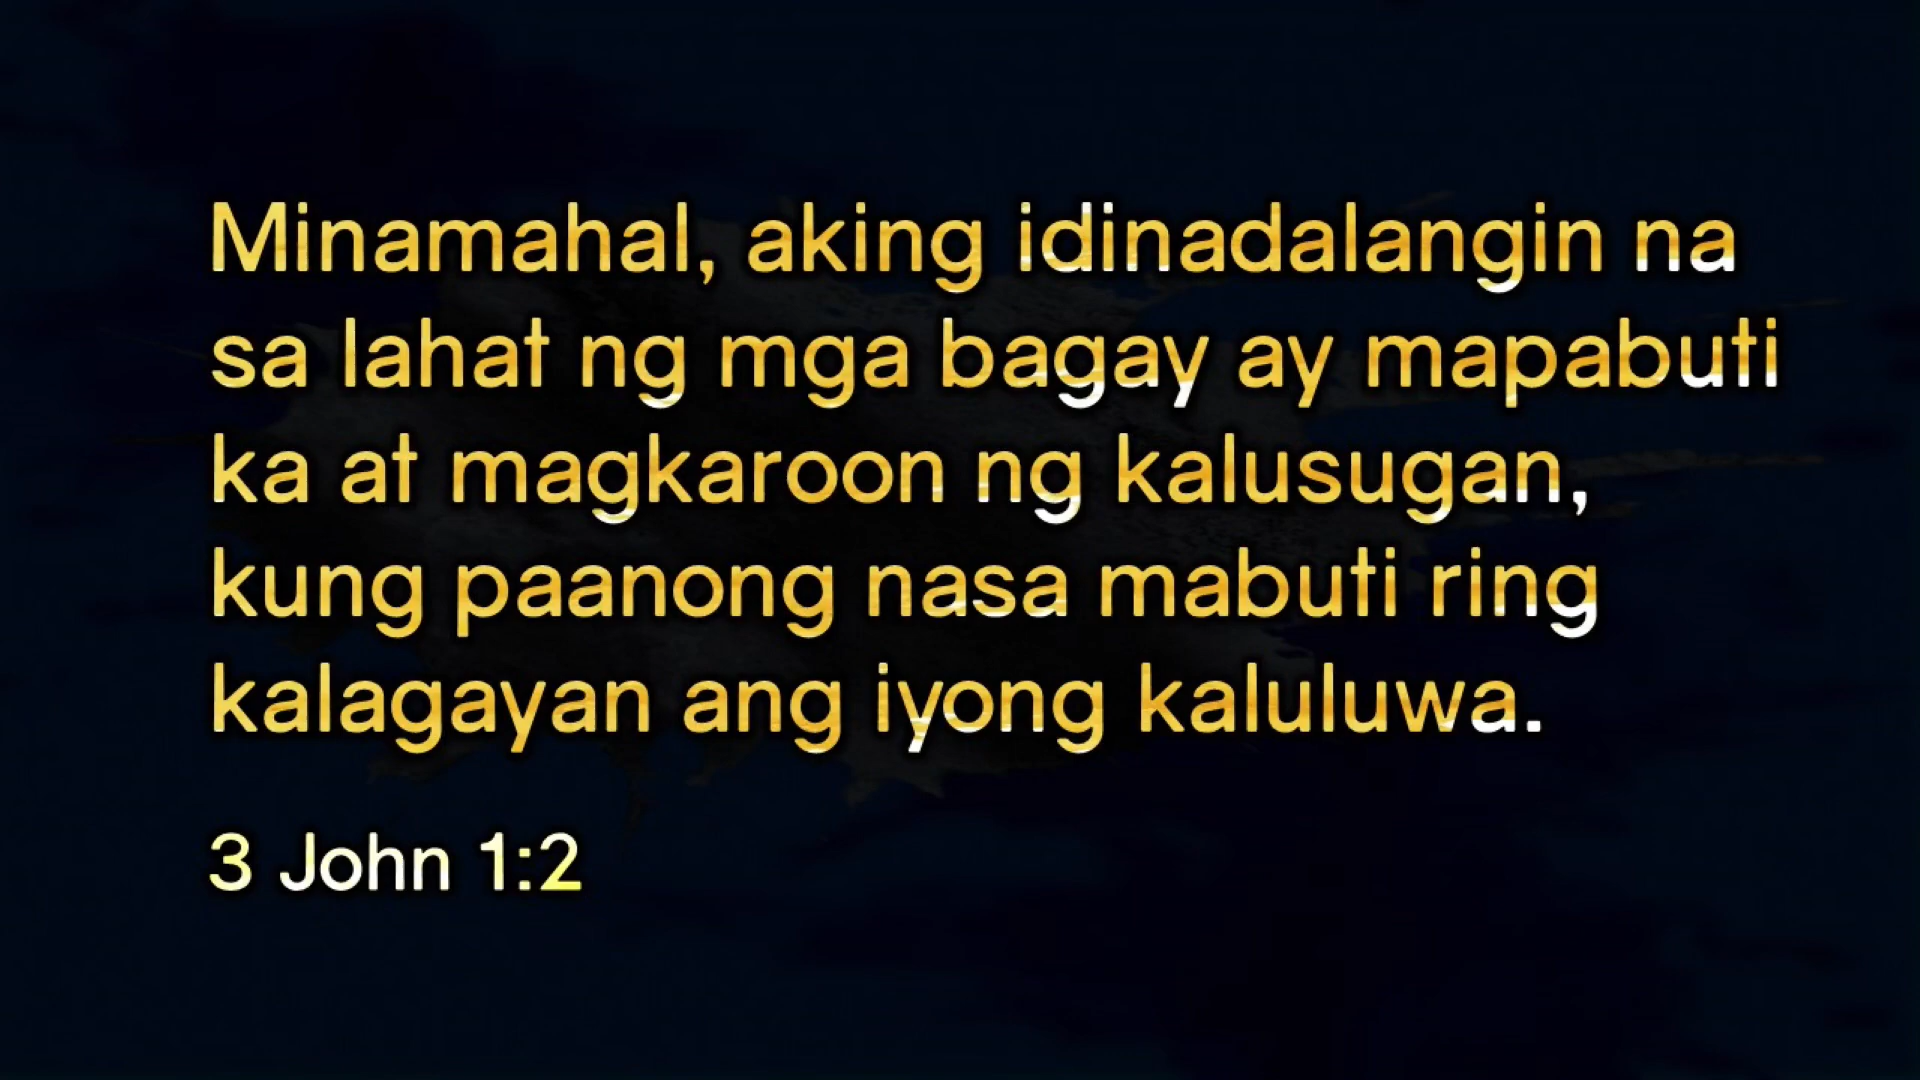 Minamahal, aking idinadalangin na
sa lahat ng mga bagay ay mapabuti
ka at magkaroon ng kalusugan,
kung paanong nasa mabuti ring
kalagayan ang iyong kaluluwa.
3 John 1:2